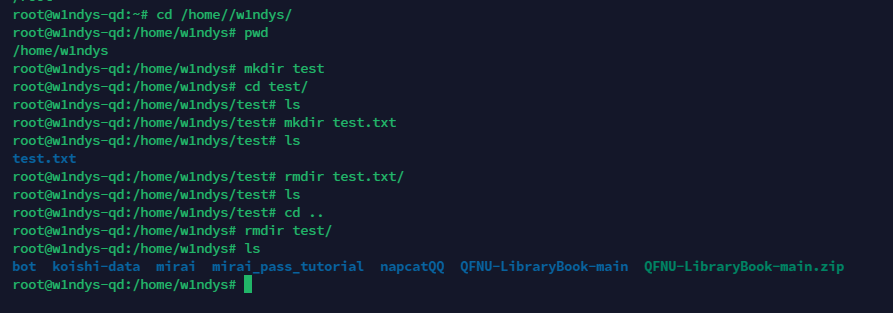 root@w1ndys-qd:~# cd /home//w1ndys/
root@w1ndys-qd:/home/w1ndys# pwd
/home/w1ndys
root@w1ndys-qd:/home/w1ndys# mkdir test
root@w1ndys-qd:/home/w1ndys# cd test/
root@w1ndys-qd:/home/w1ndys/test# ls
root@w1ndys-qd:/home/w1ndys/test# mkdir test.txt
root@w1ndys-qd:/home/w1ndys/test# ls
test.txt
root@w1ndys-qd:/home/w1ndys/test# rmdir test.txt/
root@w1ndys-qd:/home/w1ndys/test# ls
root@w1ndys-qd:/home/w1ndys/test# cd ..
root@w1ndys-qd:/home/w1ndys# rmdir test/
root@w1ndys-qd:/home/w1ndys# ls
bot  koishi-data  mirai  mirai_pass_tutorial  napcatQQ  QFNU-LibraryBook-main  QFNU-LibraryBook-main.zip
root@w1ndys-qd:/home/w1ndys#